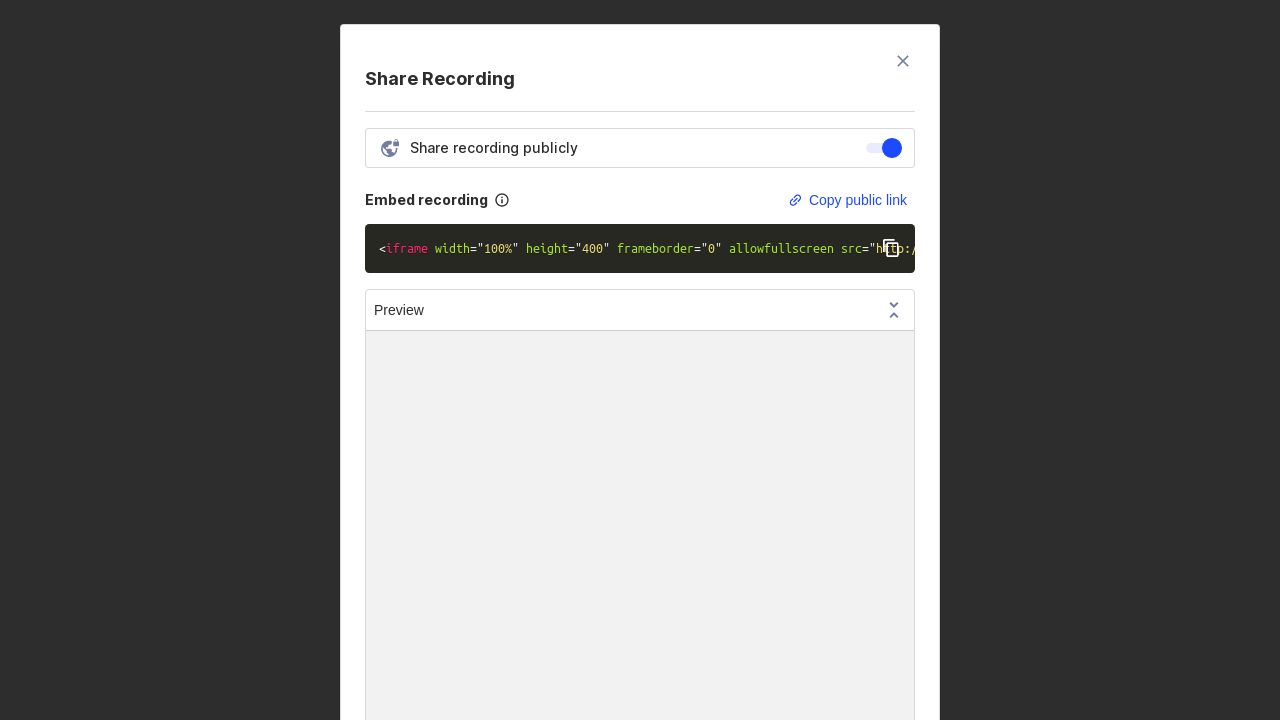 Share Recording
Share recording publicly
Embed recording
Copy public link
<iframe width="100%" height="400" frameborder="0" allowfullscreen src="http:/
Preview